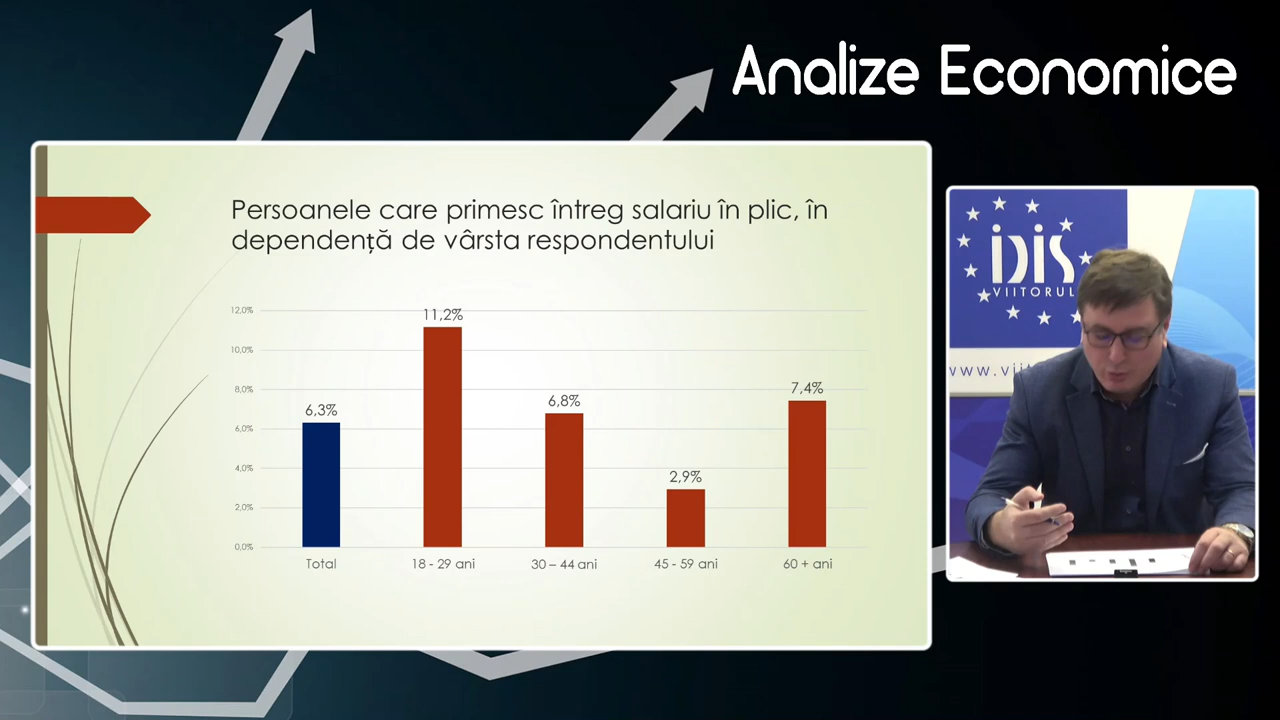 Analize Economice
Persoanele care primesc întreg salariu în plic, în
dependență de vârsta respondentului
12,0%
10,0%
8,0%
6,0%
4,0%
2,0%
0,0%
6,3%
11,2%
6,8%
2,9%
7,4%
Total
18 - 29 ani
30 – 44 ani
45 - 59 ani
60 + ani
IDIS
VIITORUL